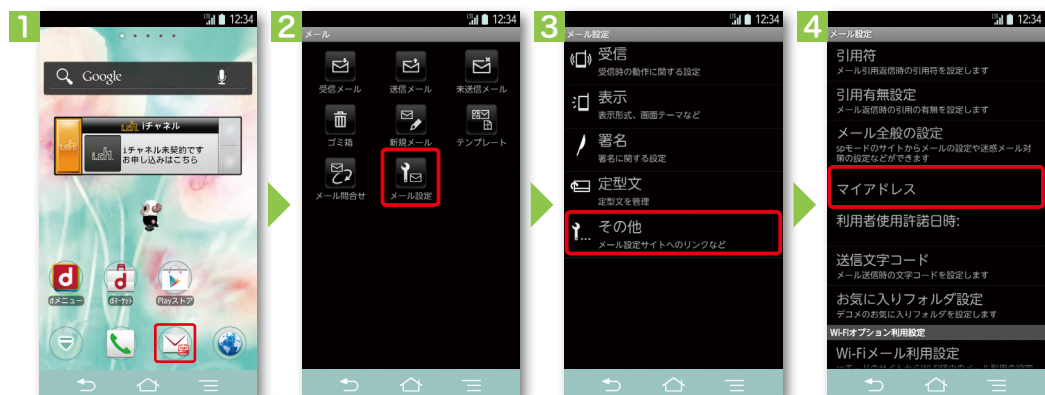 1
LTE 12:34
Google
i.ch iチャネル
i.ch
i.ch
iチャネル未契約です
お申し込みはこちら
d
d
dメニュー
dマーケット
Playストア
2
LTE 12:34
メール
受信メール
送信メール
未送信メール
ゴミ箱
新規メール
テンプレート
メール問合せ
メール設定
3
LTE 12:34
メール設定
受信
受信時の動作に関する設定
表示
表示形式、画面テーマなど
署名
署名に関する設定
定型文
定型文を管理
その他
メール設定サイトへのリンクなど
4
LTE 12:34
メール設定
引用符
メール引用返信時の引用符を設定します
引用有無設定
メール返信時の引用の有無を設定します
メール全般の設定
spモードのサイトからメールの設定や迷惑メール対
策の設定などができます
マイアドレス
利用者使用許諾日時:
送信文字コード
メール送信時の文字コードを設定します
お気に入りフォルダ設定
デコメのお気に入りフォルダを設定します
Wi-Fiオプション利用設定
Wi-Fiメール利用設定